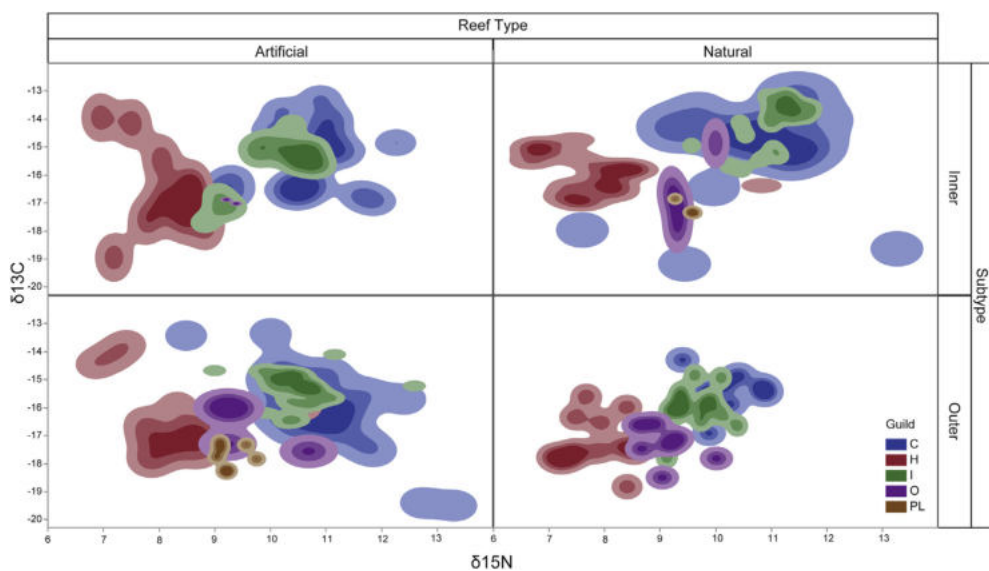 Reef Type
Artificial Natural
-13
-14
-15
-16
-17
-18
-19
-20
Inner
δ13C
Subtype
-13
-14
-15
-16
-17
-18
-19
-20
Outer
Guild
C
H
I
O
PL
6 7 8 9 10 11 12 13 6 7 8 9 10 11 12 13
δ15N